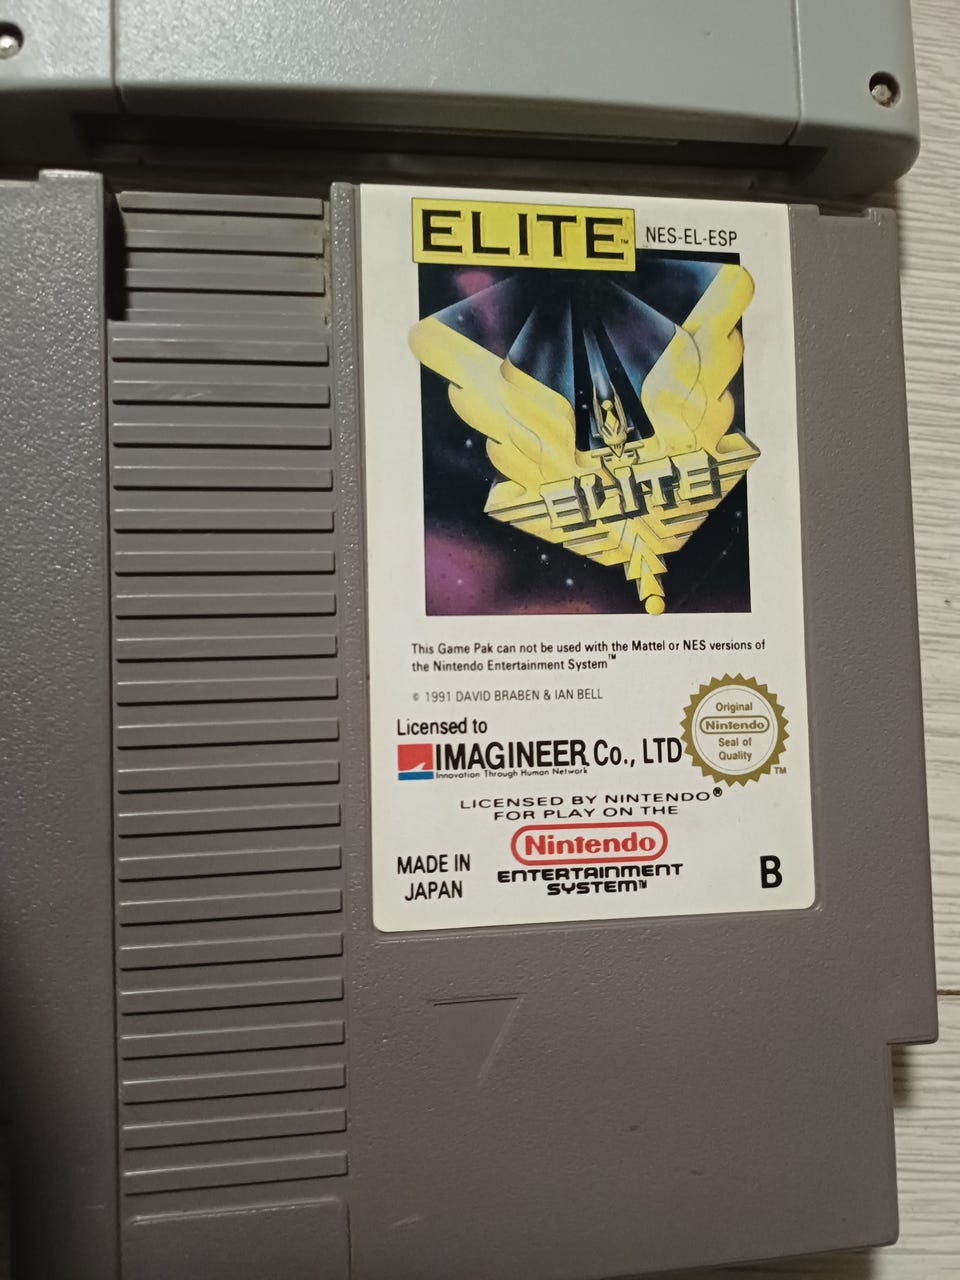 ELITE™
NES-EL-ESP
ELITE
This Game Pak can not be used with the Mattel or NES versions of
the Nintendo Entertainment System™
© 1991 DAVID BRABEN & IAN BELL
Licensed to
IMAGINEER Co., LTD
Innovation Through Human Network
Original
Nintendo
Seal of
Quality
TM
LICENSED BY NINTENDO®
FOR PLAY ON THE
Nintendo
ENTERTAINMENT
SYSTEM™
MADE IN
JAPAN
B